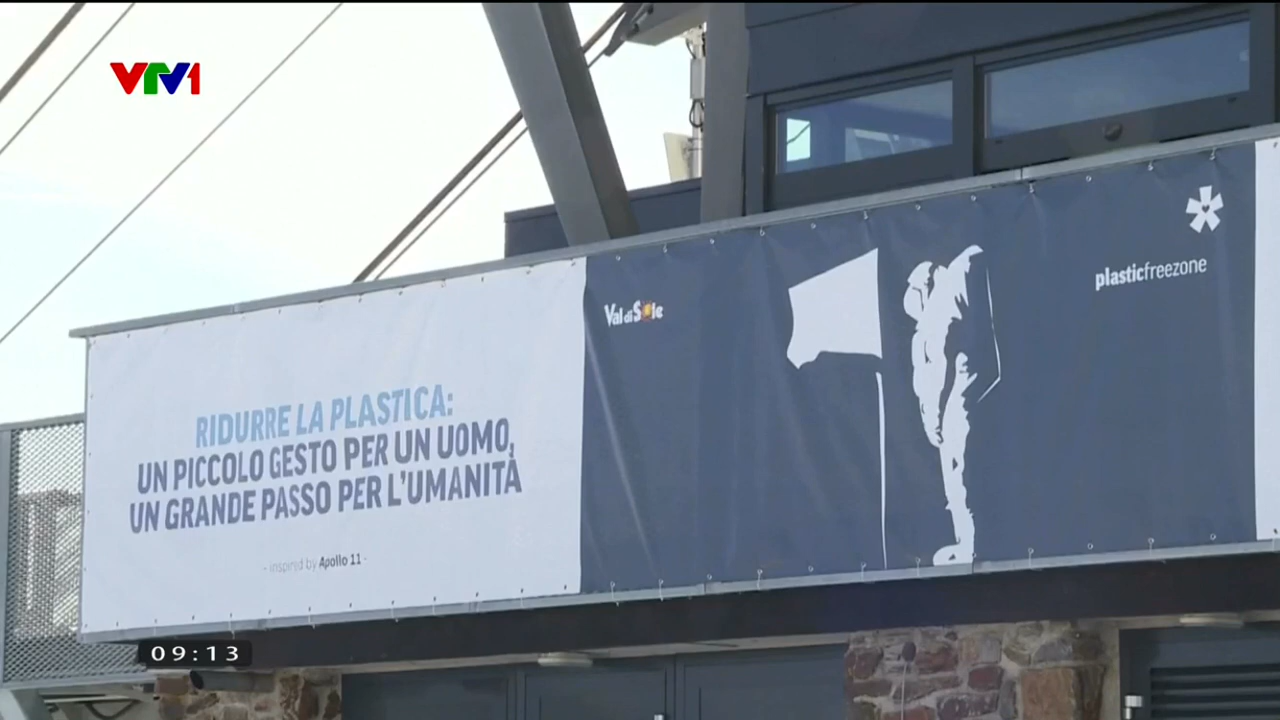 VTV1
RIDURRE LA PLASTICA:
UN PICCOLO GESTO PER UN UOMO,
UN GRANDE PASSO PER L'UMANITÀ
- inspired by Apollo 11 -
Val di Sole
plasticfreezone
09:13